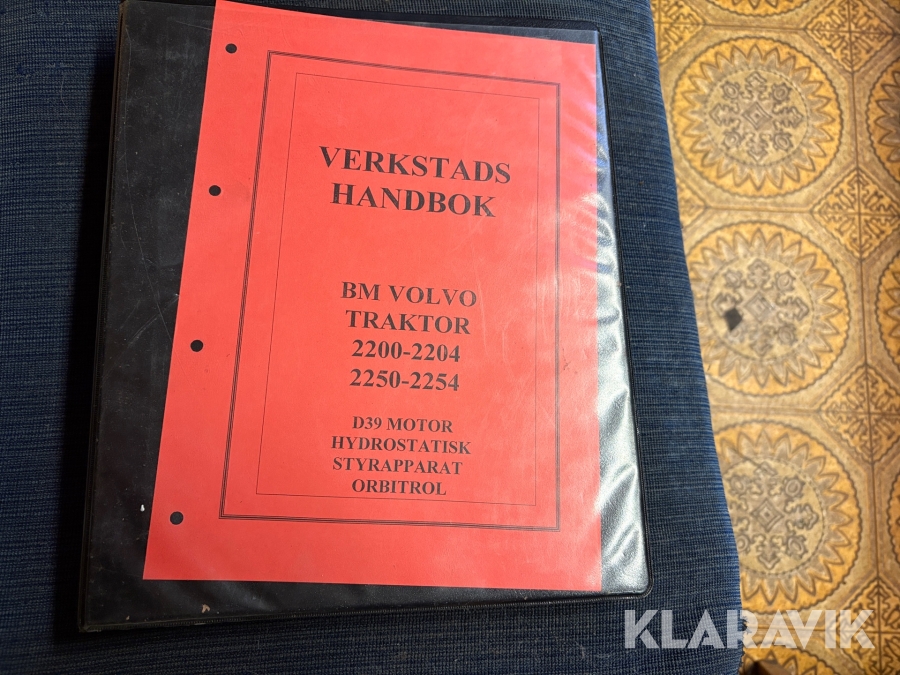 VERKSTADS
HANDBOK
BM VOLVO
TRAKTOR
2200-2204
2250-2254
D39 MOTOR
HYDROSTATISK
STYRAPPARAT
ORBITROL
KLARAVIK